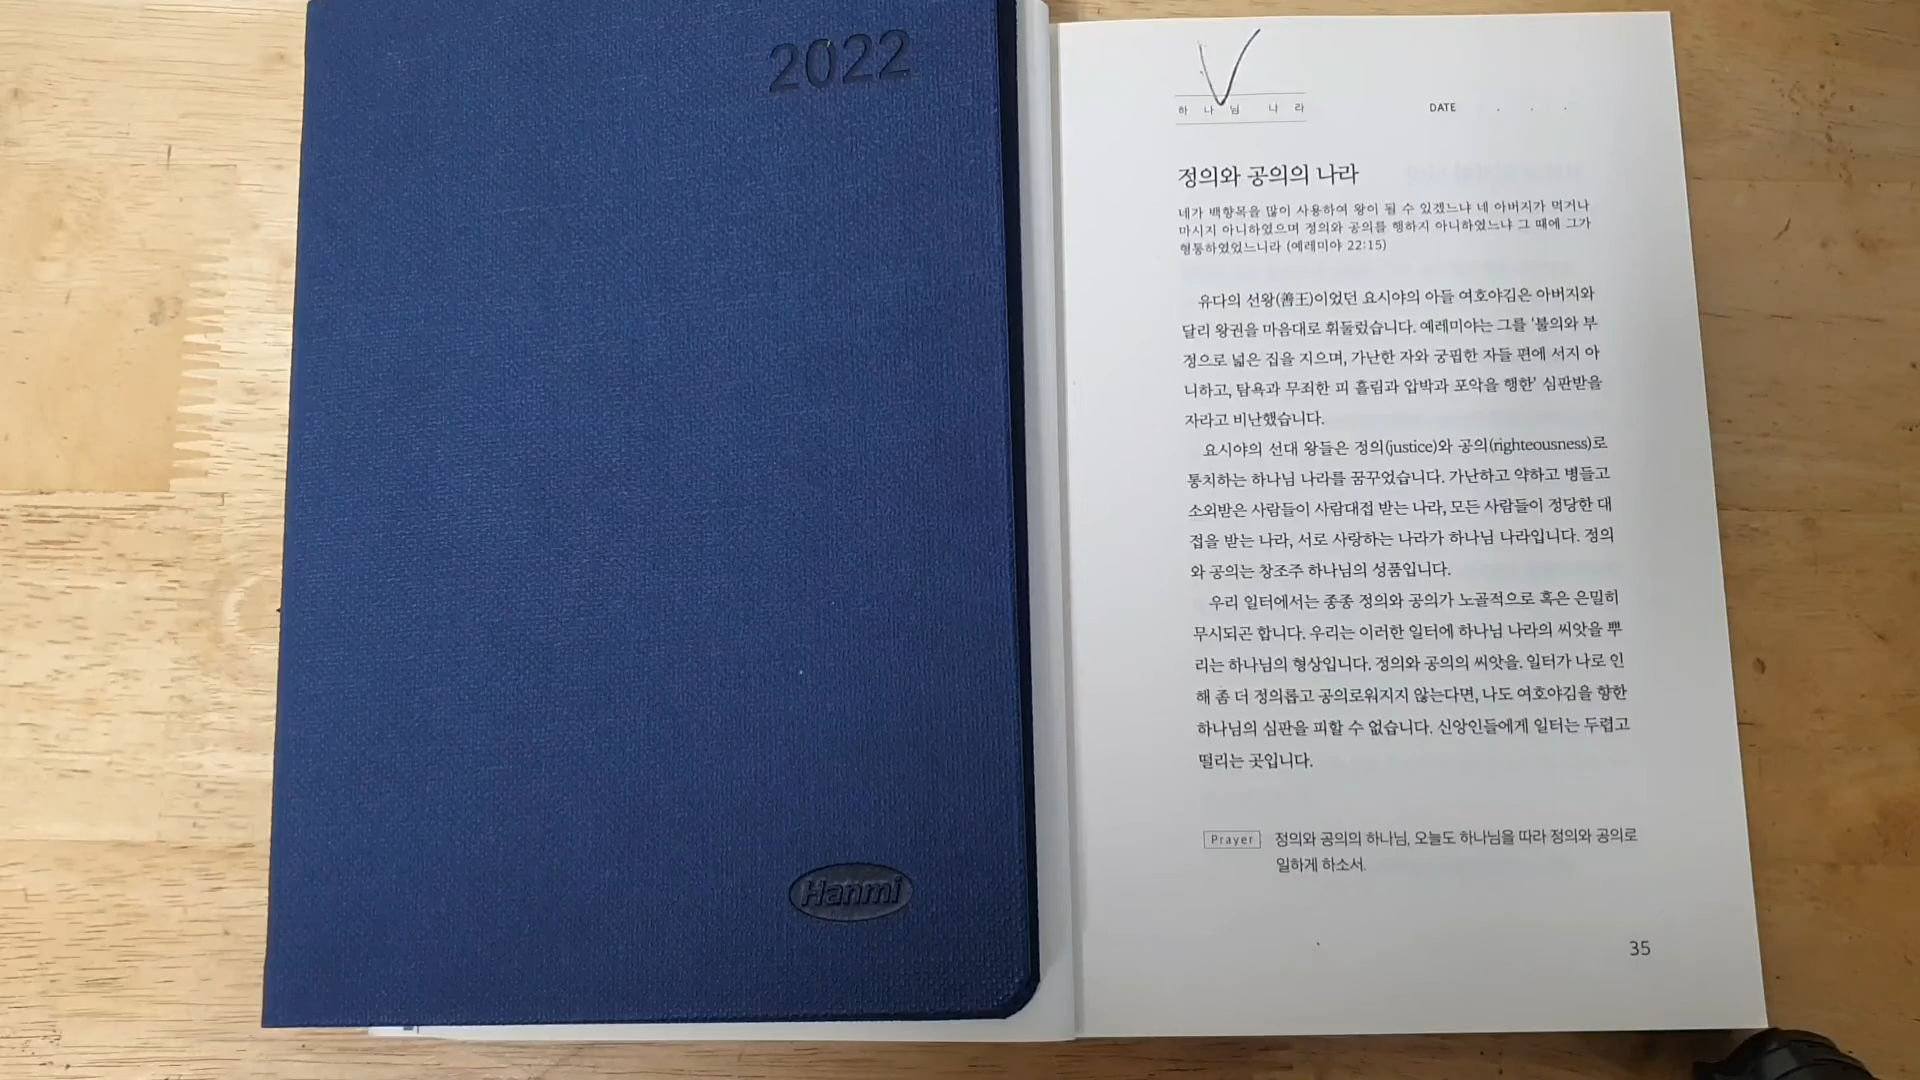 2022
Hanmi
하 나 님 나 라
DATE . . .
정의와 공의의 나라
네가 백향목을 많이 사용하여 왕이 될 수 있겠느냐 네 아버지가 먹거나
마시지 아니하였으며 정의와 공의를 행하지 아니하였느냐 그 때에 그가
형통하였었느니라 (예레미야 22:15)
유다의 선왕(善王)이었던 요시야의 아들 여호야김은 아버지와
달리 왕권을 마음대로 휘둘렀습니다. 예레미야는 그를 ‘불의와 부
정으로 넓은 집을 지으며, 가난한 자와 궁핍한 자들 편에 서지 아
니하고, 탐욕과 무죄한 피 흘림과 압박과 포악을 행한’ 심판받을
자라고 비난했습니다.
요시야의 선대 왕들은 정의(justice)와 공의(righteousness)로
통치하는 하나님 나라를 꿈꾸었습니다. 가난하고 약하고 병들고
소외받은 사람들이 사람대접 받는 나라, 모든 사람들이 정당한 대
접을 받는 나라, 서로 사랑하는 나라가 하나님 나라입니다. 정의
와 공의는 창조주 하나님의 성품입니다.
우리 일터에서는 종종 정의와 공의가 노골적으로 혹은 은밀히
무시되곤 합니다. 우리는 이러한 일터에 하나님 나라의 씨앗을 뿌
리는 하나님의 형상입니다. 정의와 공의의 씨앗을. 일터가 나로 인
해 좀 더 정의롭고 공의로워지지 않는다면, 나도 여호야김을 향한
하나님의 심판을 피할 수 없습니다. 신앙인들에게 일터는 두렵고
떨리는 곳입니다.
Prayer 정의와 공의의 하나님, 오늘도 하나님을 따라 정의와 공의로
일하게 하소서.
35